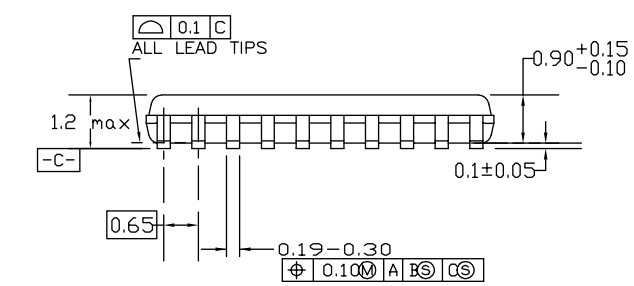 ⌓ 0.1 C
ALL LEAD TIPS
0.90 +0.15 -0.10
1.2 max
-C-
0.1±0.05
0.65
0.19-0.30
⌖ 0.10Ⓜ A BⓈ CⓈ